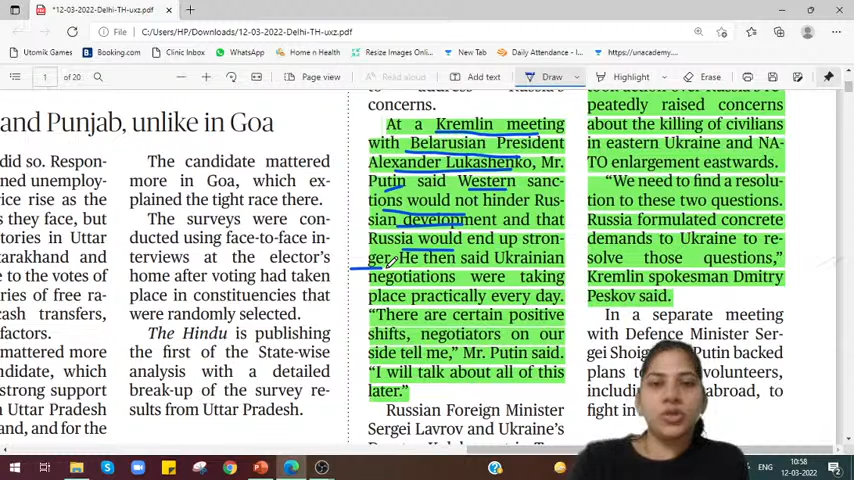 *12-03-2022-Delhi-TH-uxz.pdf
C:/Users/HP/Downloads/12-03-2022-Delhi-TH-uxz.pdf
Utomik Games
Booking.com
Clinic Inbox
WhatsApp
Home n Health
Resize Images Onl...
New Tab
Daily Attendance - I...
https://unacademy...
1 of 20
Page view
Read aloud
Add text
Draw
Highlight
Erase
and Punjab, unlike in Goa
did so. Respon-
ned unemploy-
rice rise as the
s they face, but
tories in Uttar
tarakhand and
e to the votes of
ries of free ra-
cash transfers,
factors.
mattered more
ndidate, which
strong support
n Uttar Pradesh
nd, and for the
The candidate mattered
more in Goa, which ex-
plained the tight race there.
The surveys were con-
ducted using face-to-face in-
terviews at the elector's
home after voting had taken
place in constituencies that
were randomly selected.
The Hindu is publishing
the first of the State-wise
analysis with a detailed
break-up of the survey re-
sults from Uttar Pradesh.
concerns.
At a Kremlin meeting
with Belarusian President
Alexander Lukashenko, Mr.
Putin said Western sanc-
tions would not hinder Rus-
sian development and that
Russia would end up stron-
ger. He then said Ukrainian
negotiations were taking
place practically every day.
“There are certain positive
shifts, negotiators on our
side tell me,” Mr. Putin said.
“I will talk about all of this
later.”
Russian Foreign Minister
Sergei Lavrov and Ukraine’s
peatedly raised concerns
about the killing of civilians
in eastern Ukraine and NA-
TO enlargement eastwards.
“We need to find a resolu-
tion to these two questions.
Russia formulated concrete
demands to Ukraine to re-
solve those questions,”
Kremlin spokesman Dmitry
Peskov said.
In a separate meeting
with Defence Minister Ser-
gei Shoig Putin backed
plans to volunteers,
includin abroad, to
fight in
ENG
10:58
12-03-2022